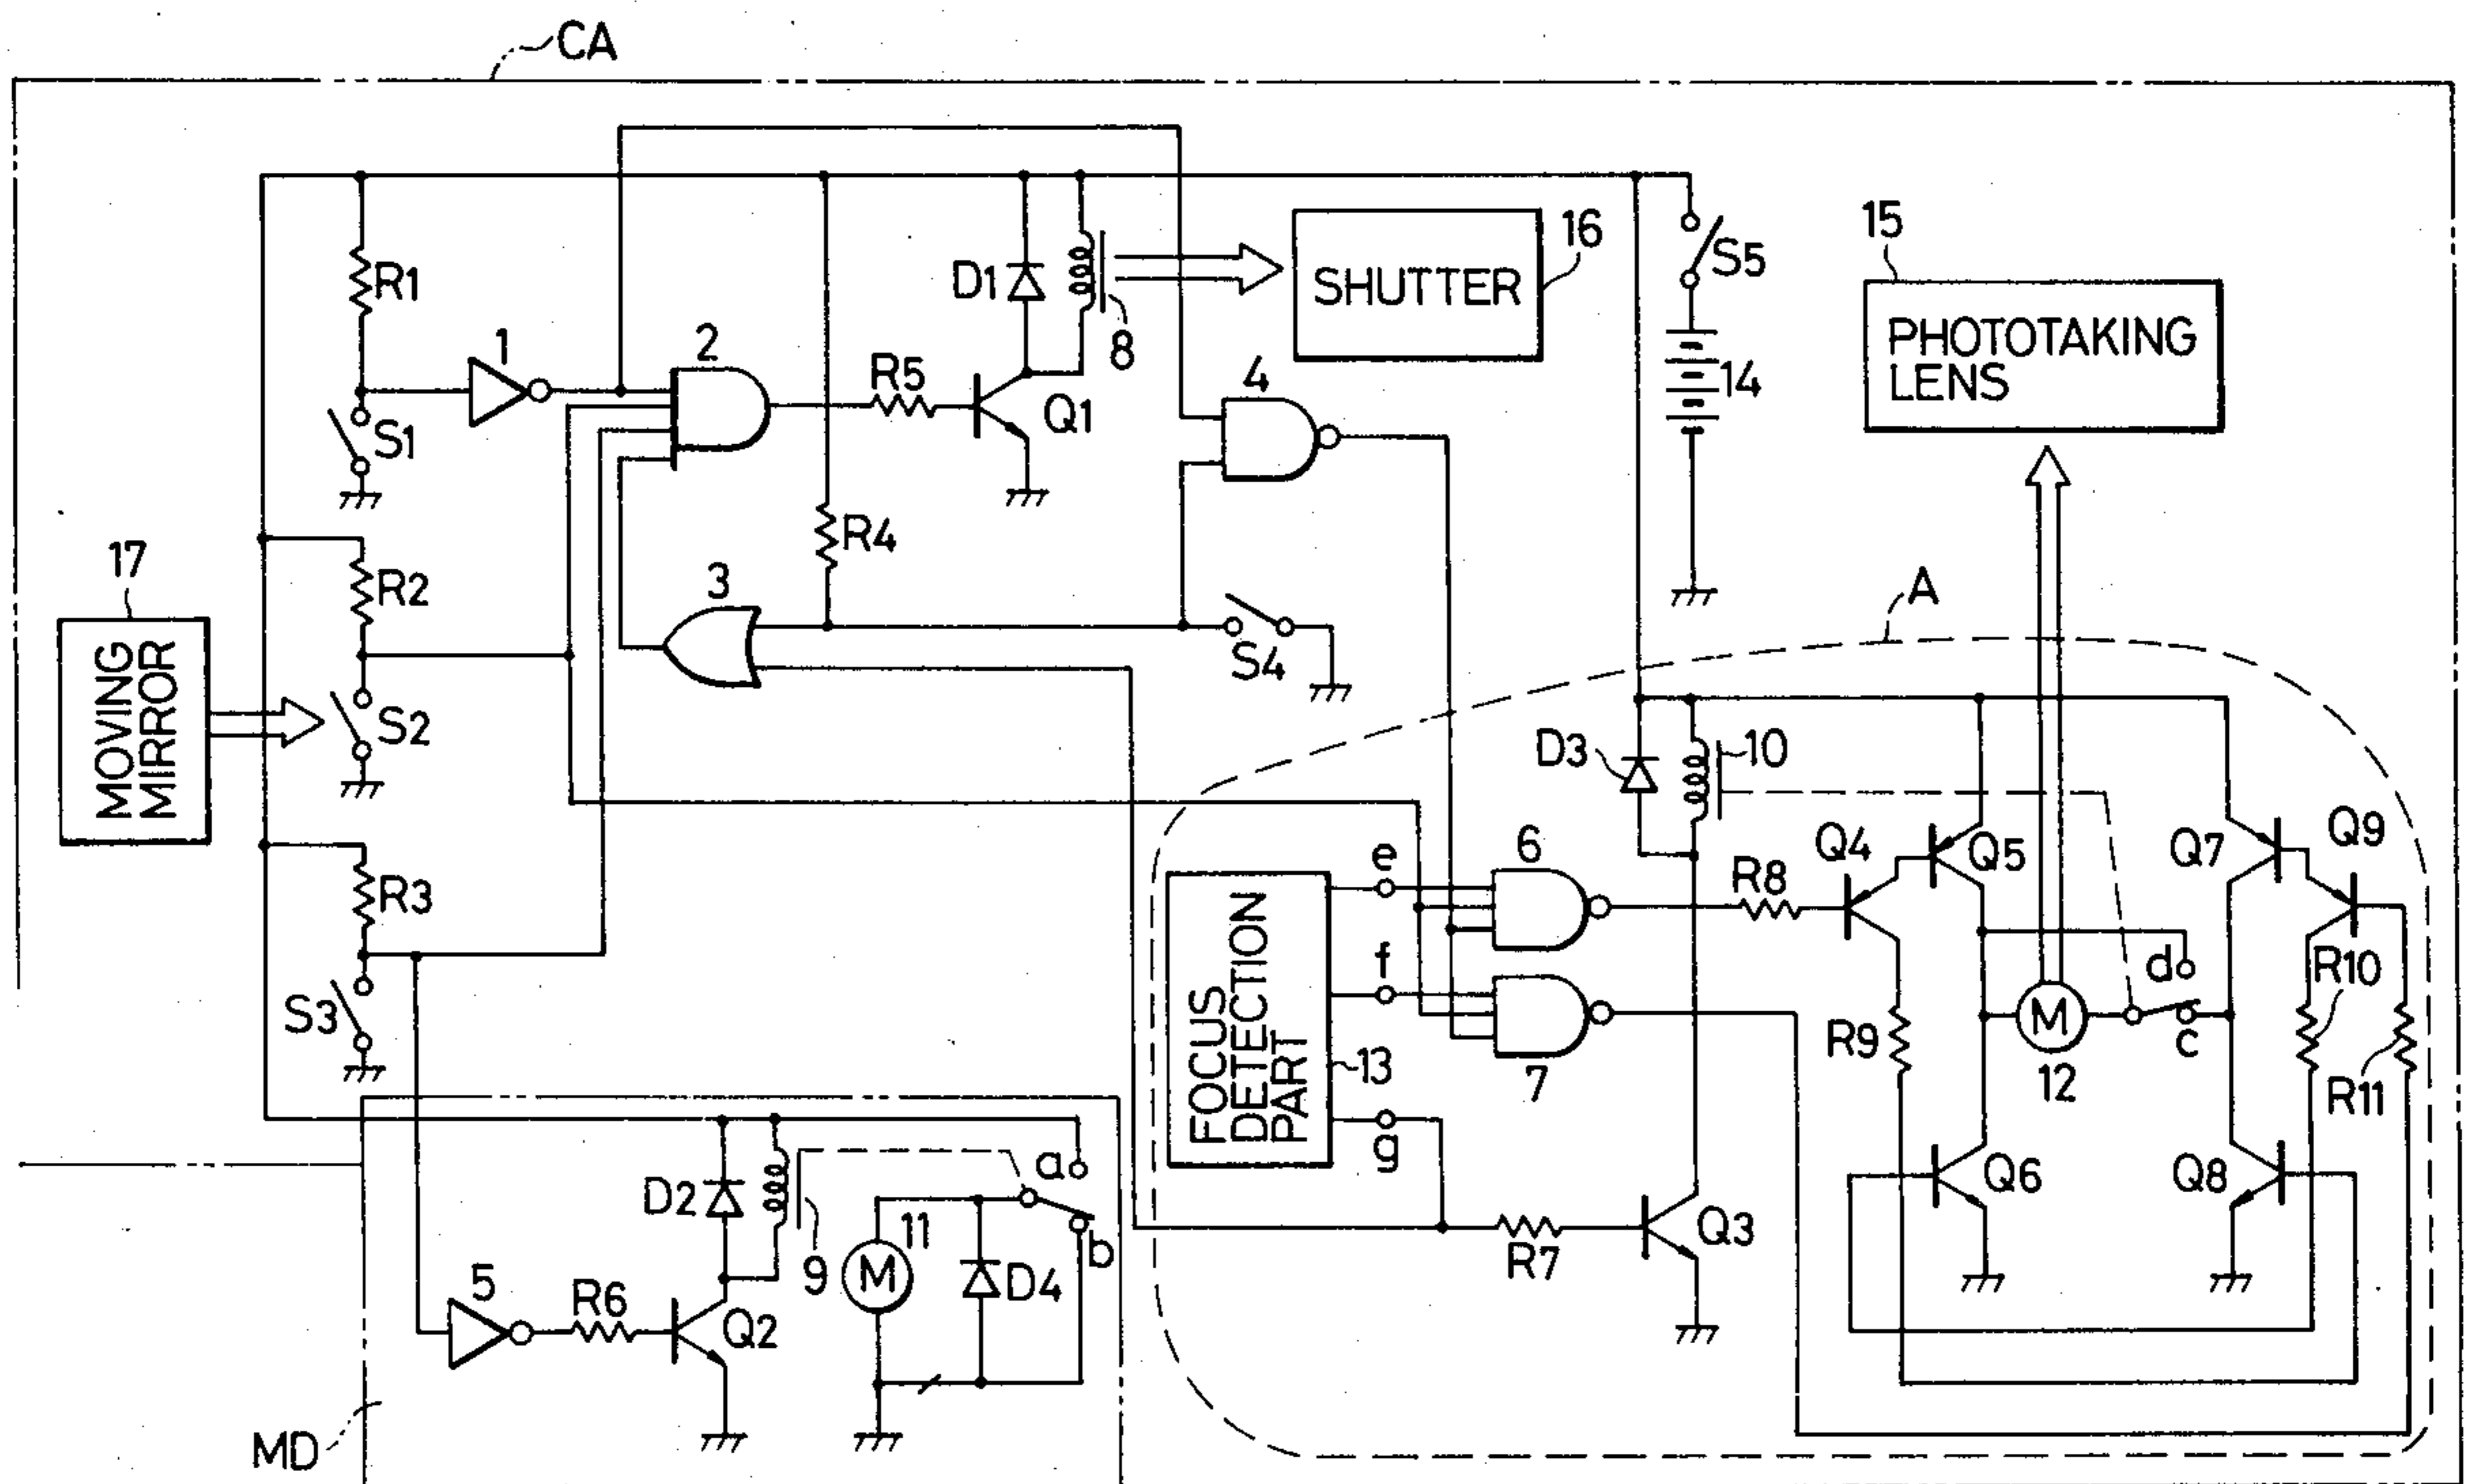 CA
R1
1
2
R5
D1
8
SHUTTER
16
S5
14
15
PHOTOTAKING
LENS
S1
Q1
4
R4
17
R2
3
S4
A
MOVING
MIRROR
S2
D3
10
R3
S3
e
6
R8
Q4
Q5
Q7
Q9
f
FOCUS
DETECTION
PART
13
7
g
R9
M
12
d
c
R10
R11
D2
9
a
b
M
11
D4
Q6
Q8
5
R6
Q2
R7
Q3
MD